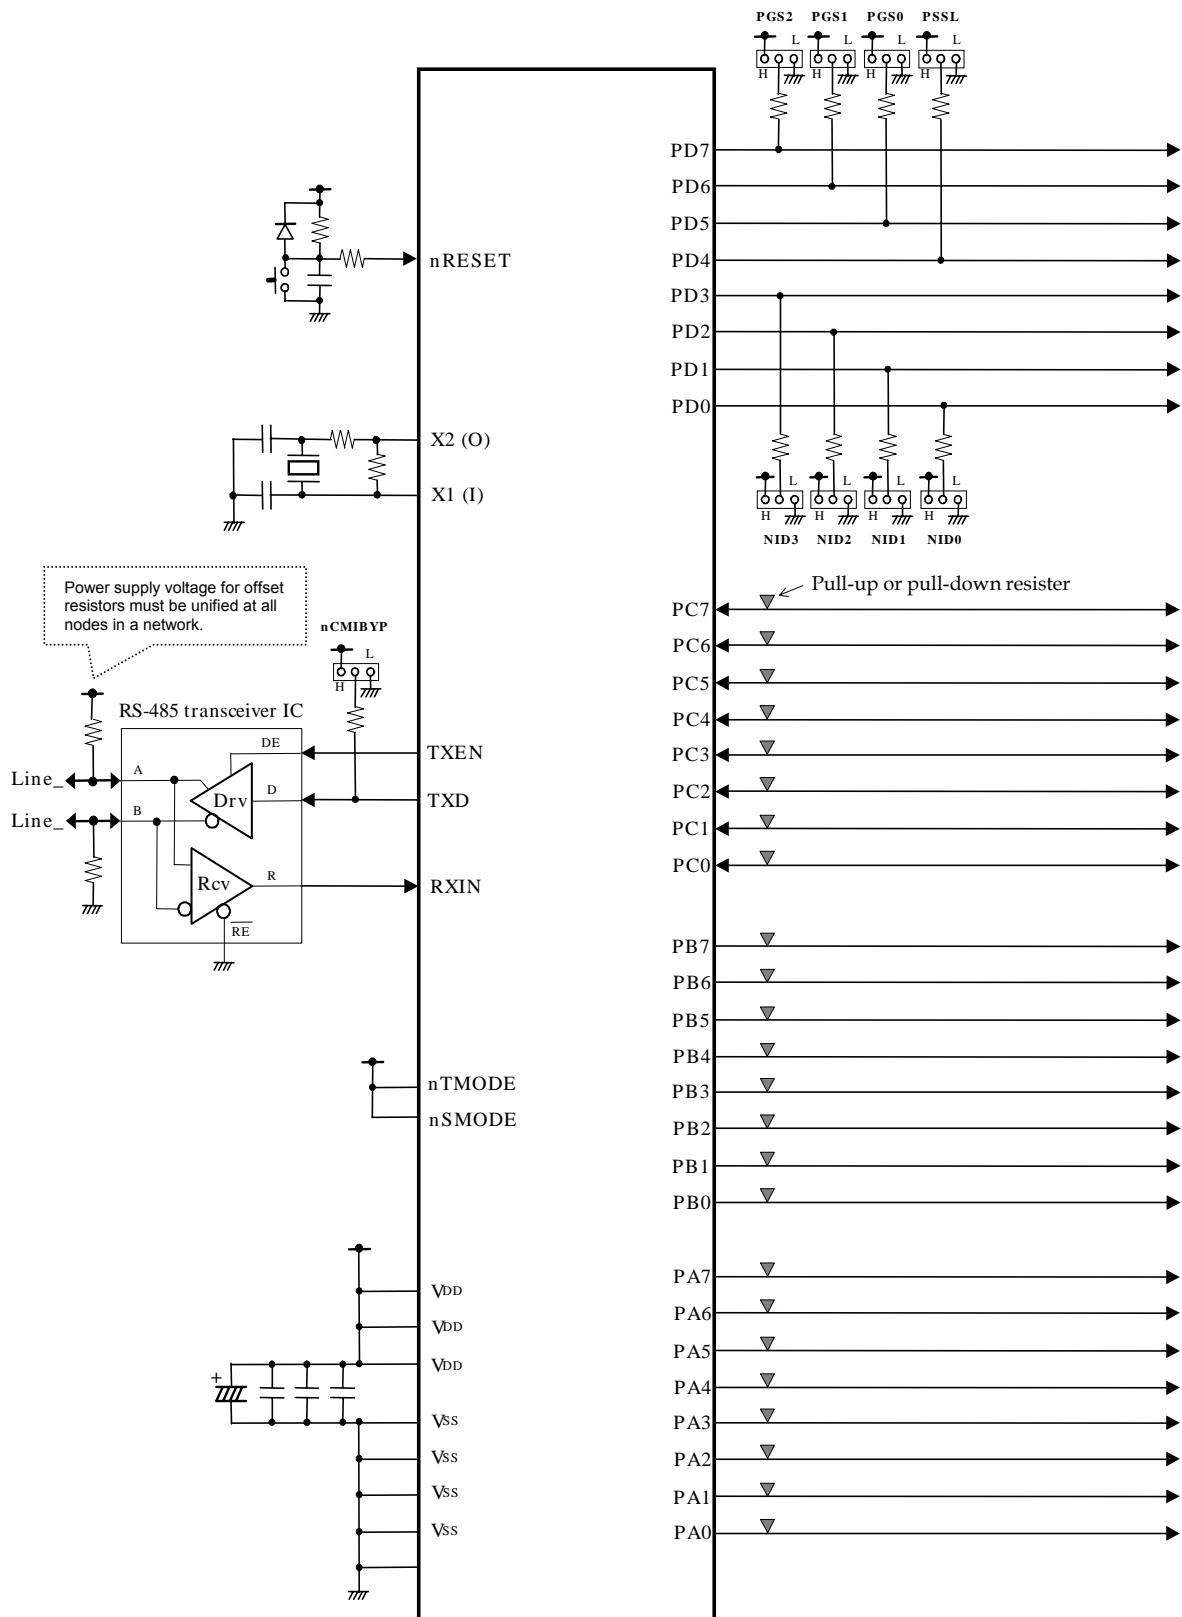 PGS2 PGS1 PGS0 PSSL
L L L L
H H H H
PD7
PD6
PD5
nRESET
PD4
PD3
PD2
PD1
PD0
X2 (O)
X1 (I)
L L L L
H H H H
NID3 NID2 NID1 NID0
Power supply voltage for offset
resistors must be unified at all
nodes in a network.
Pull-up or pull-down resister
PC7
PC6
PC5
PC4
PC3
PC2
PC1
PC0
nCMIBYP
L
H
RS-485 transceiver IC
DE
TXEN
Line_
A
Drv
D
TXD
Line_
B
Rcv
R
RXIN
RE
PB7
PB6
PB5
PB4
PB3
PB2
PB1
PB0
nTMODE
nSMODE
VDD
VDD
VDD
+
VSS
VSS
VSS
VSS
PA7
PA6
PA5
PA4
PA3
PA2
PA1
PA0